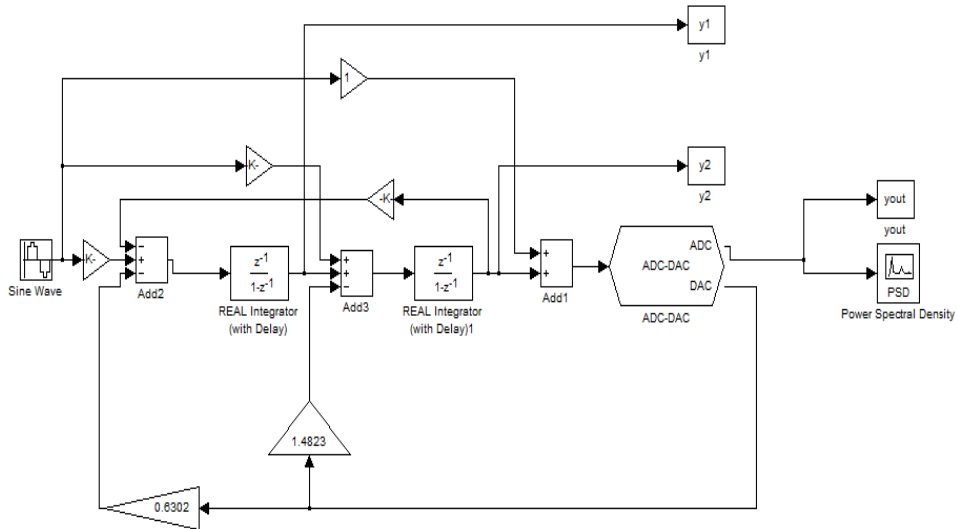 y1
y1
1
K-
-K-
y2
y2
yout
yout
Sine Wave
K-
−
+
−
Add2
z-1
1-z-1
REAL Integrator
(with Delay)
+
+
−
Add3
z-1
1-z-1
REAL Integrator
(with Delay)1
+
+
Add1
ADC
ADC-DAC
DAC
ADC-DAC
PSD
Power Spectral Density
1.4823
0.6302